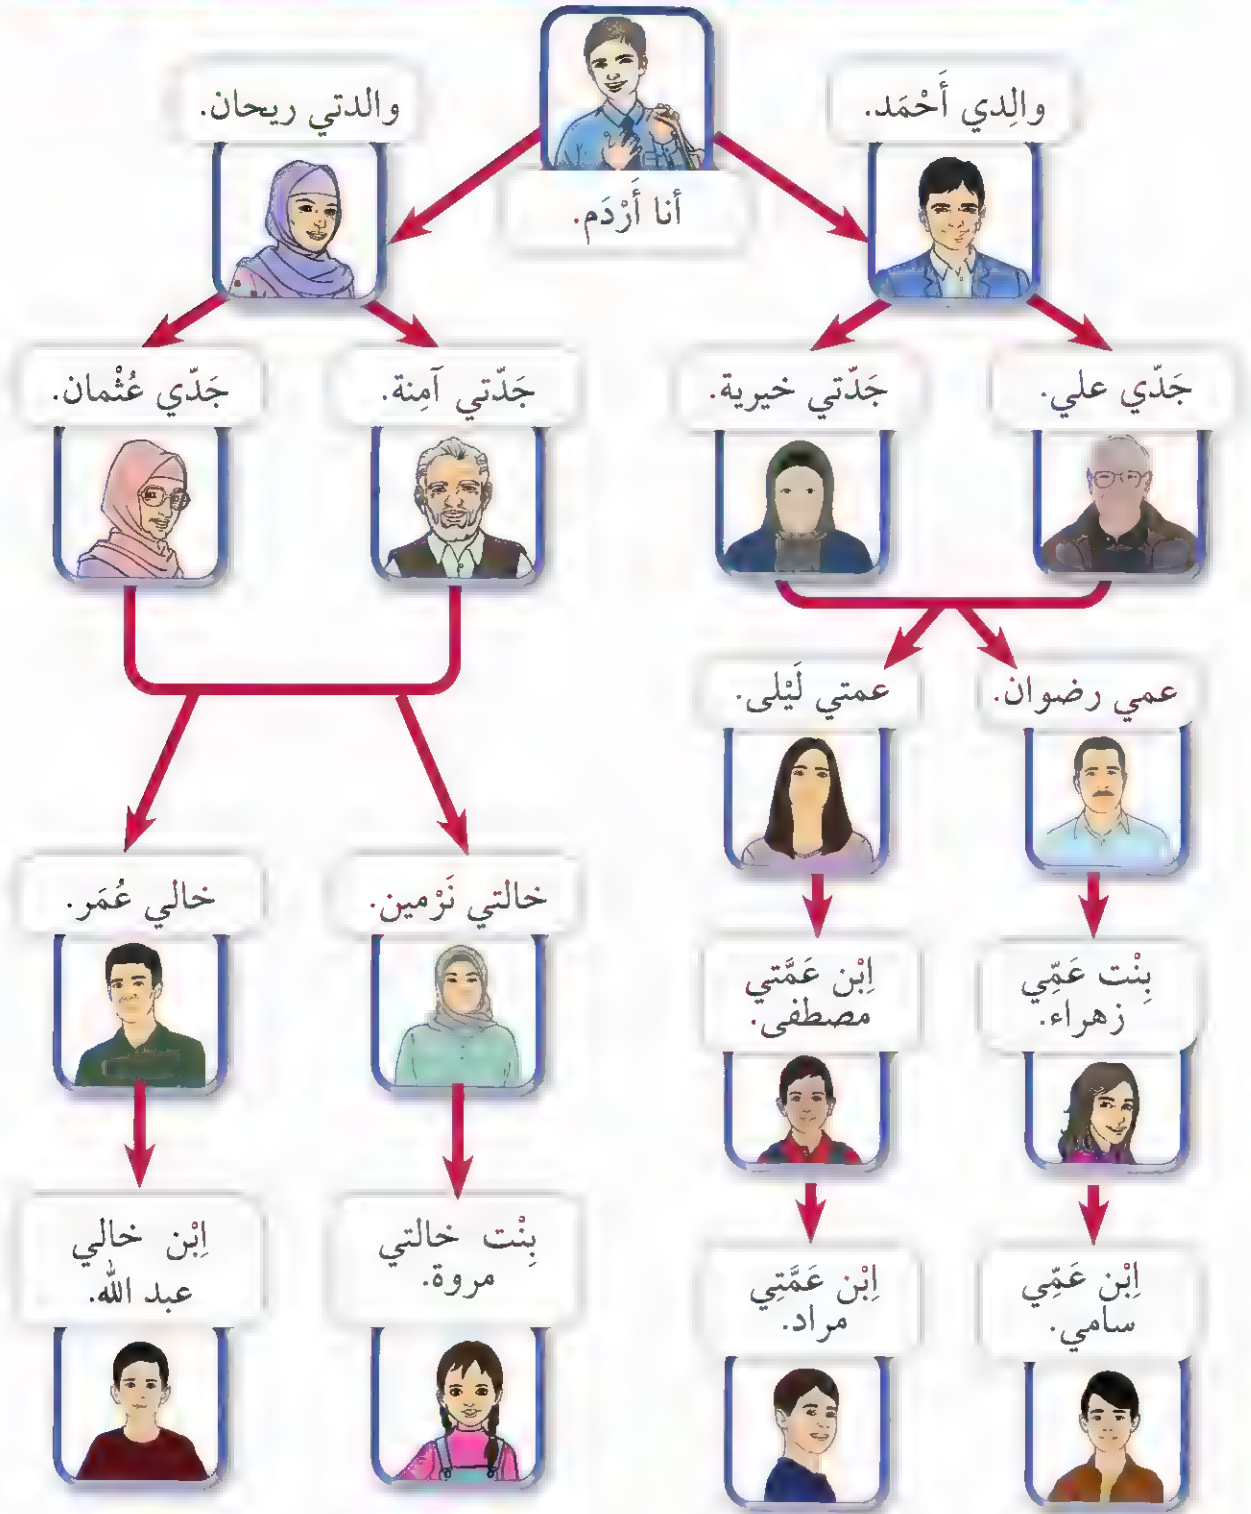 والِدي أَحْمَد.
والدتي ريحان.
أنا أَرْدَم.
جَدّي علي.
جَدّتي خيرية.
جَدّتي آمِنة.
جَدّي عُثْمان.
عمي رضوان.
عمتي لَيْلى.
خالتي نَرْمين.
خالي عُمَر.
بِنْت عَمِّي
زهراء.
اِبْن عَمَّتي
مصطفى.
اِبْن عَمِّي
سامي.
اِبْن عَمَّتِي
مراد.
بِنْت خالتي
مروة.
اِبْن خالي
عبد الله.